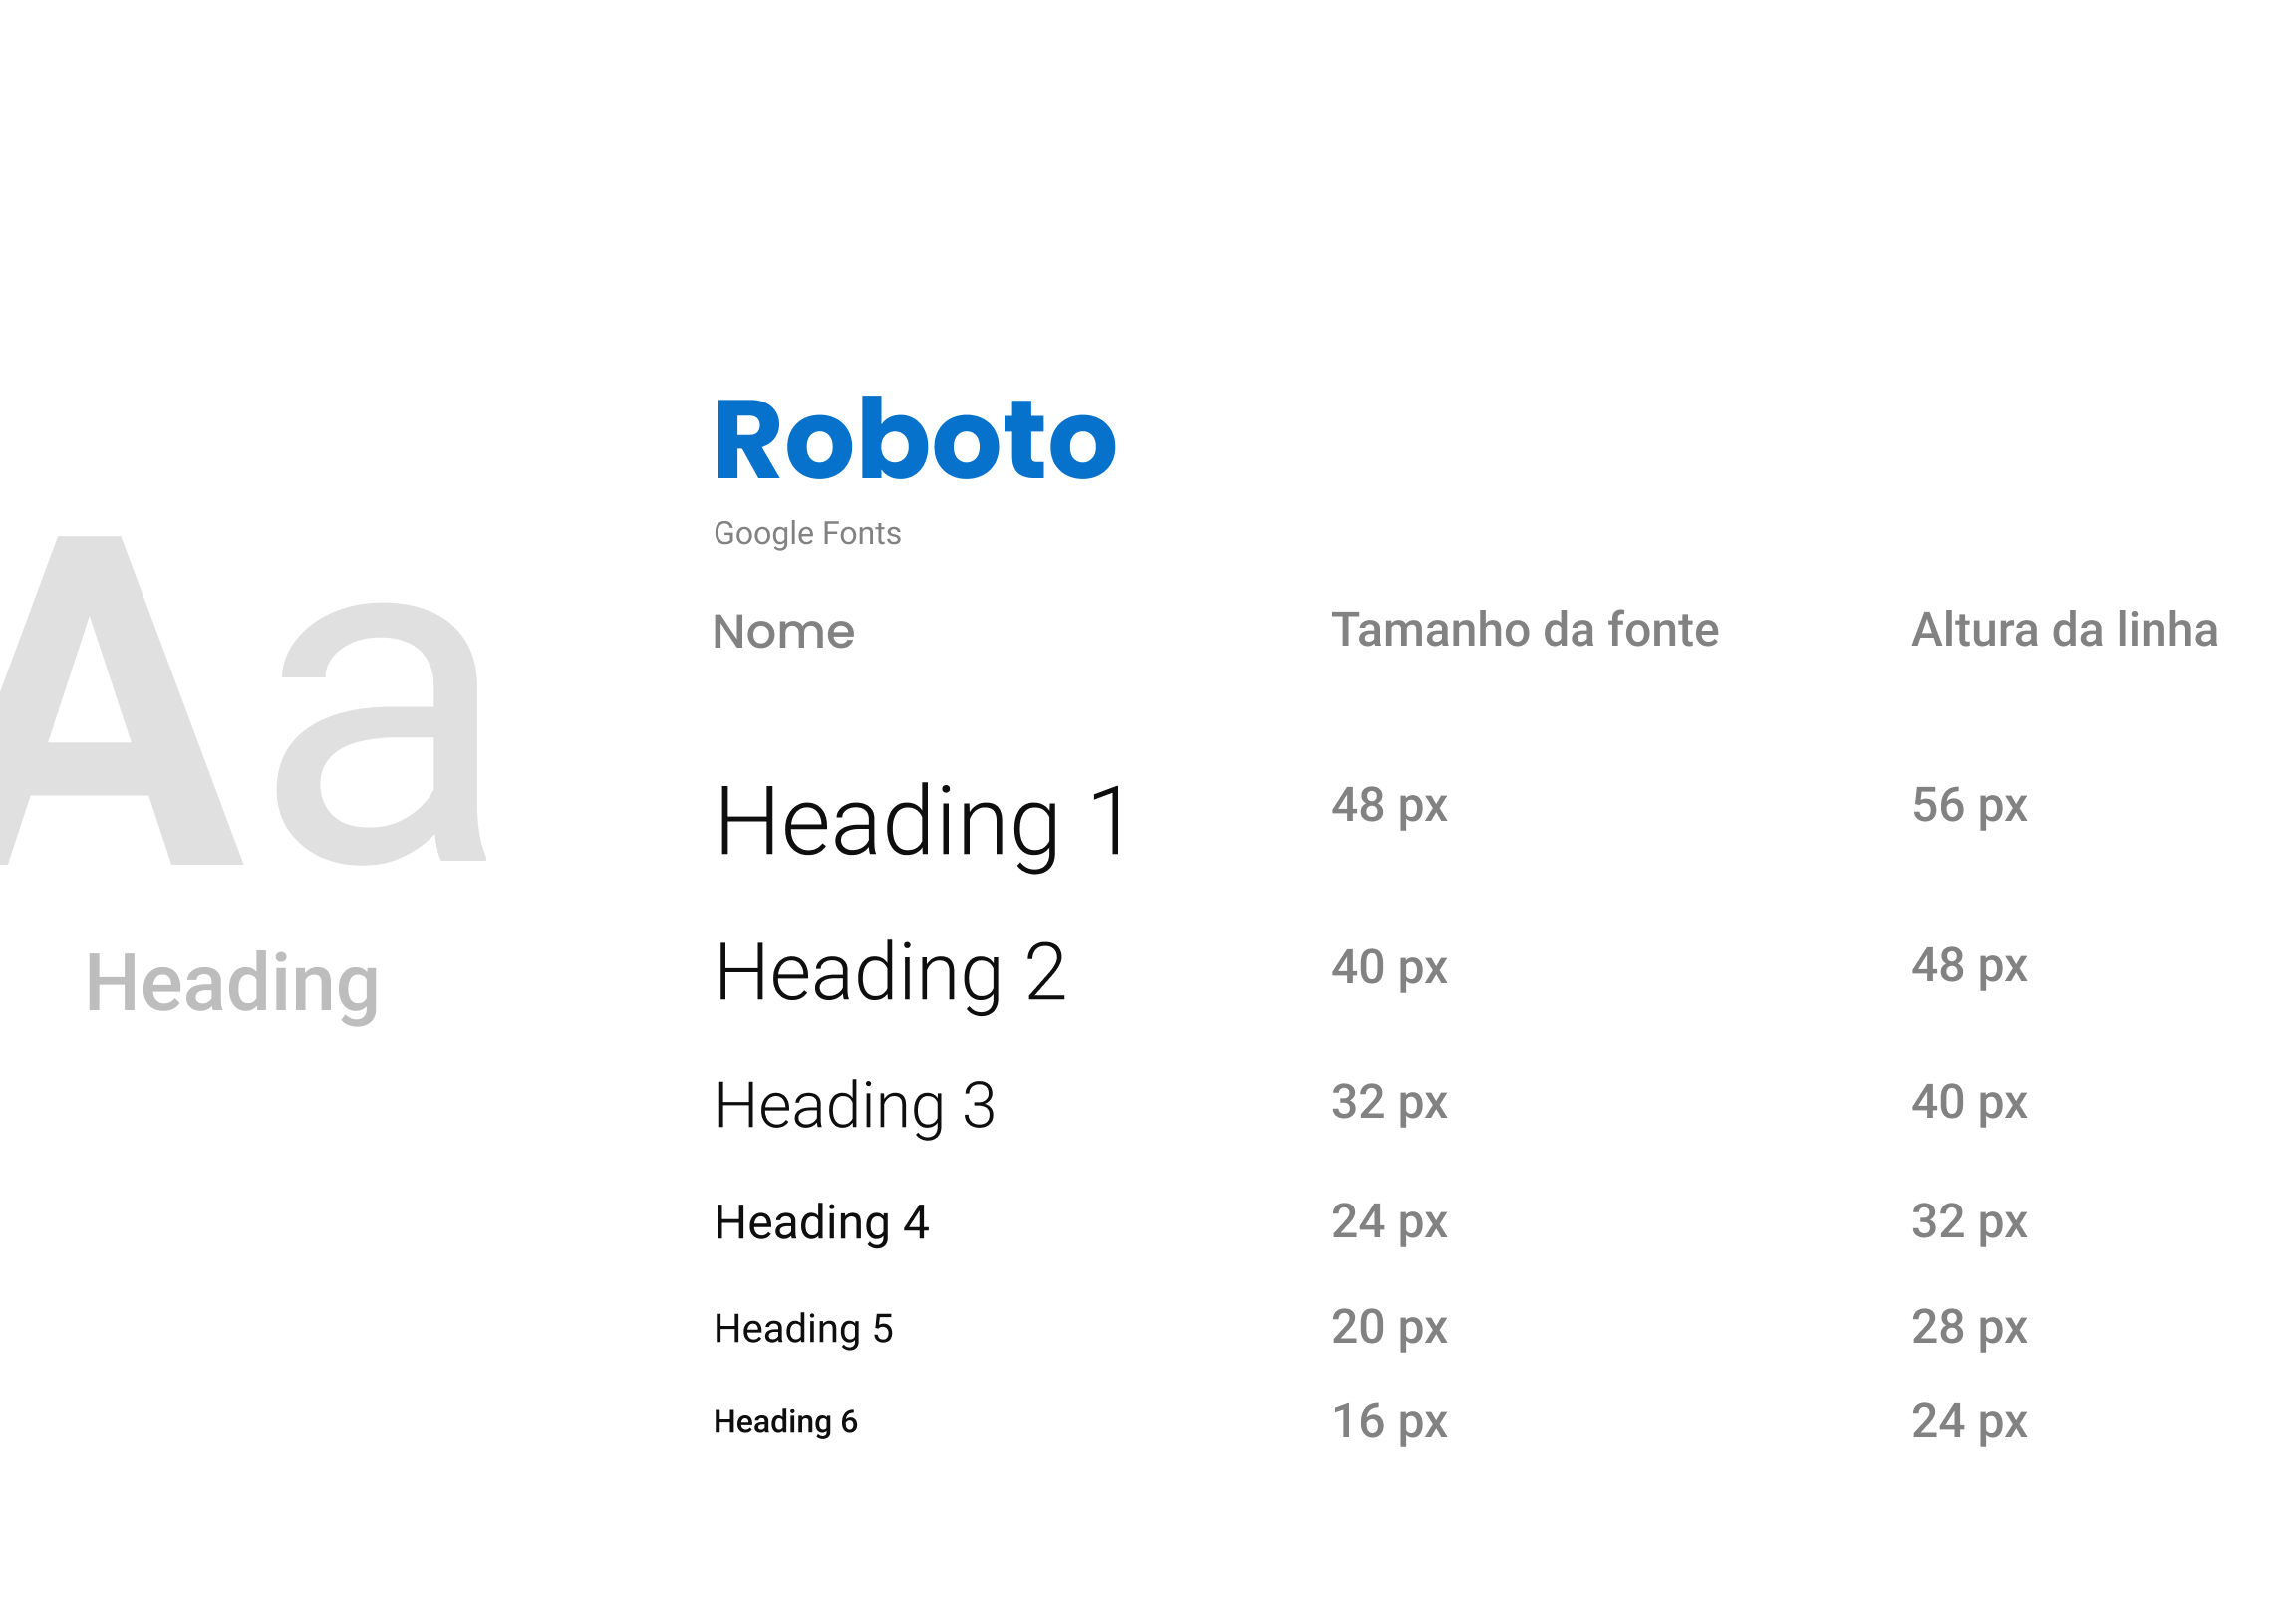 Aa
Heading
Roboto
Google Fonts
Nome Tamanho da fonte Altura da linha
Heading 1 48 px 56 px
Heading 2 40 px 48 px
Heading 3 32 px 40 px
Heading 4 24 px 32 px
Heading 5 20 px 28 px
Heading 6 16 px 24 px